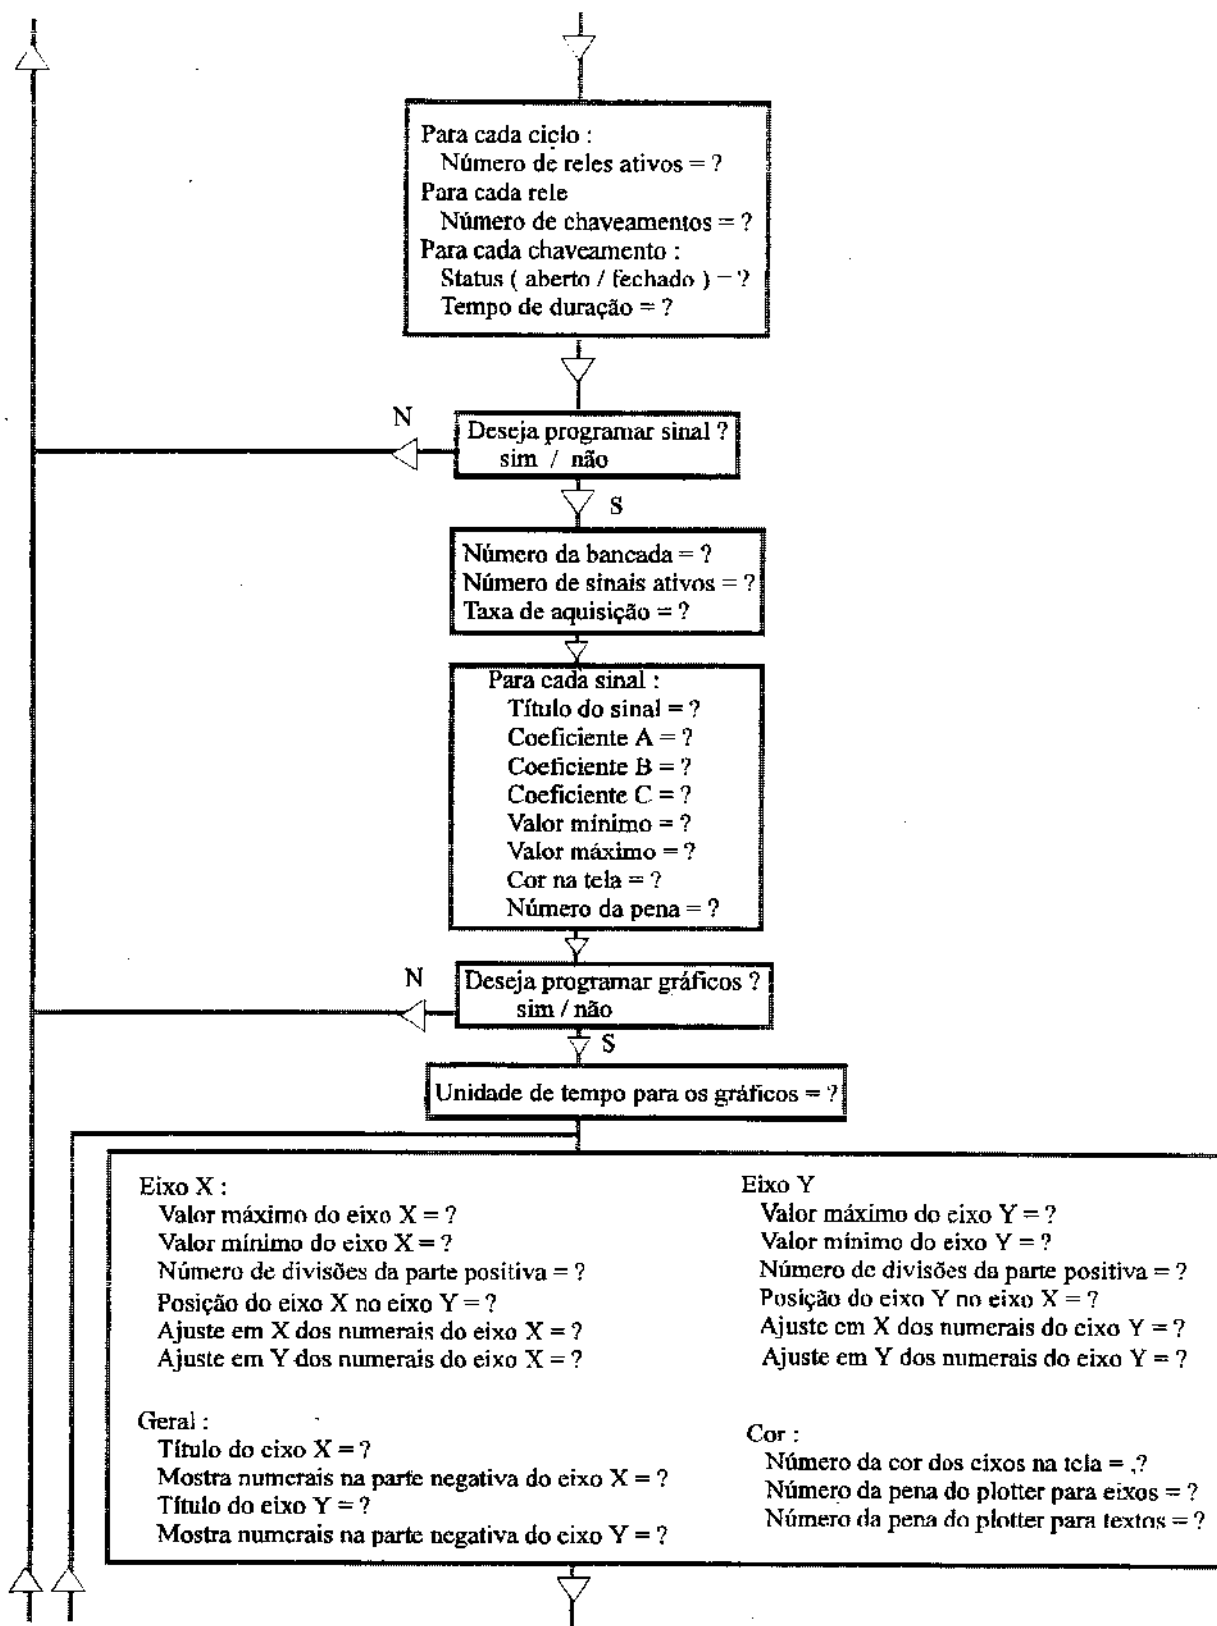 Para cada ciclo :
Número de reles ativos = ?
Para cada rele
Número de chaveamentos = ?
Para cada chaveamento :
Status ( aberto / fechado ) = ?
Tempo de duração = ?
N
Deseja programar sinal ?
sim / não
S
Número da bancada = ?
Número de sinais ativos = ?
Taxa de aquisição = ?
Para cada sinal :
Título do sinal = ?
Coeficiente A = ?
Coeficiente B = ?
Coeficiente C = ?
Valor mínimo = ?
Valor máximo = ?
Cor na tela = ?
Número da pena = ?
N
Deseja programar gráficos ?
sim / não
S
Unidade de tempo para os gráficos = ?
Eixo X :
Valor máximo do eixo X = ?
Valor mínimo do eixo X = ?
Número de divisões da parte positiva = ?
Posição do eixo X no eixo Y = ?
Ajuste em X dos numerais do eixo X = ?
Ajuste em Y dos numerais do eixo X = ?
Eixo Y
Valor máximo do eixo Y = ?
Valor mínimo do eixo Y = ?
Número de divisões da parte positiva = ?
Posição do eixo Y no eixo X = ?
Ajuste em X dos numerais do eixo Y = ?
Ajuste em Y dos numerais do eixo Y = ?
Geral :
Título do eixo X = ?
Mostra numerais na parte negativa do eixo X = ?
Título do eixo Y = ?
Mostra numerais na parte negativa do eixo Y = ?
Cor :
Número da cor dos eixos na tela = ?
Número da pena do plotter para eixos = ?
Número da pena do plotter para textos = ?